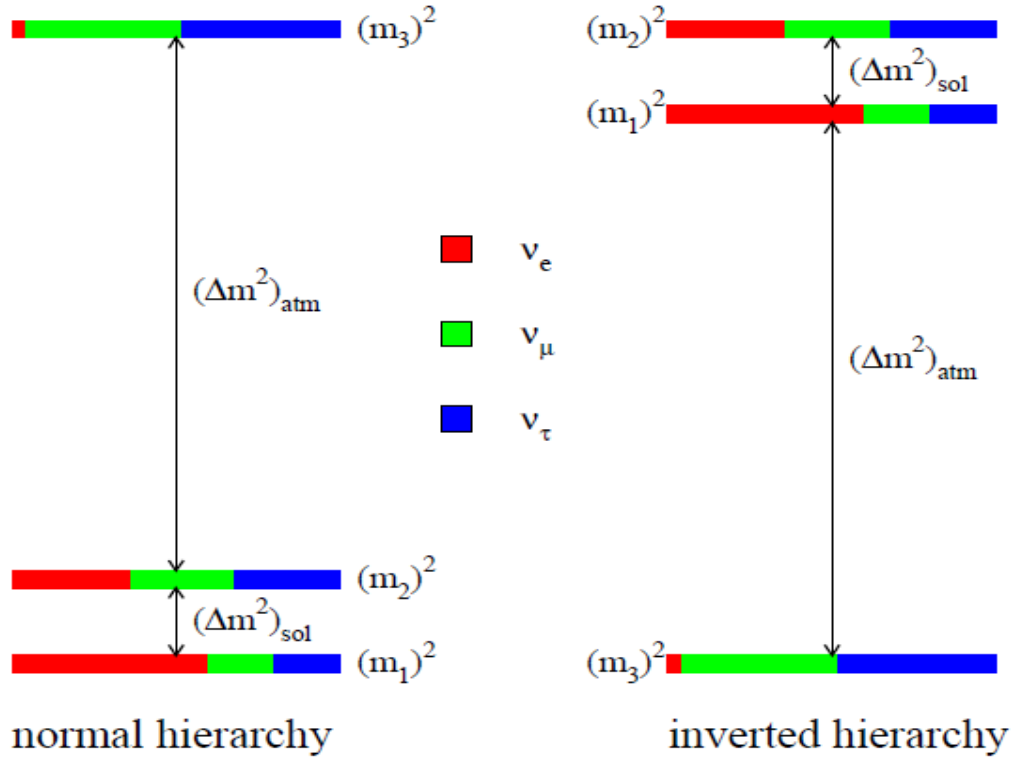 (m₃)²
(m₂)²
(Δm²)sol
(m₁)²
νe
(Δm²)atm
νμ
(Δm²)atm
ντ
(m₂)²
(Δm²)sol
(m₁)²
(m₃)²
normal hierarchy
inverted hierarchy